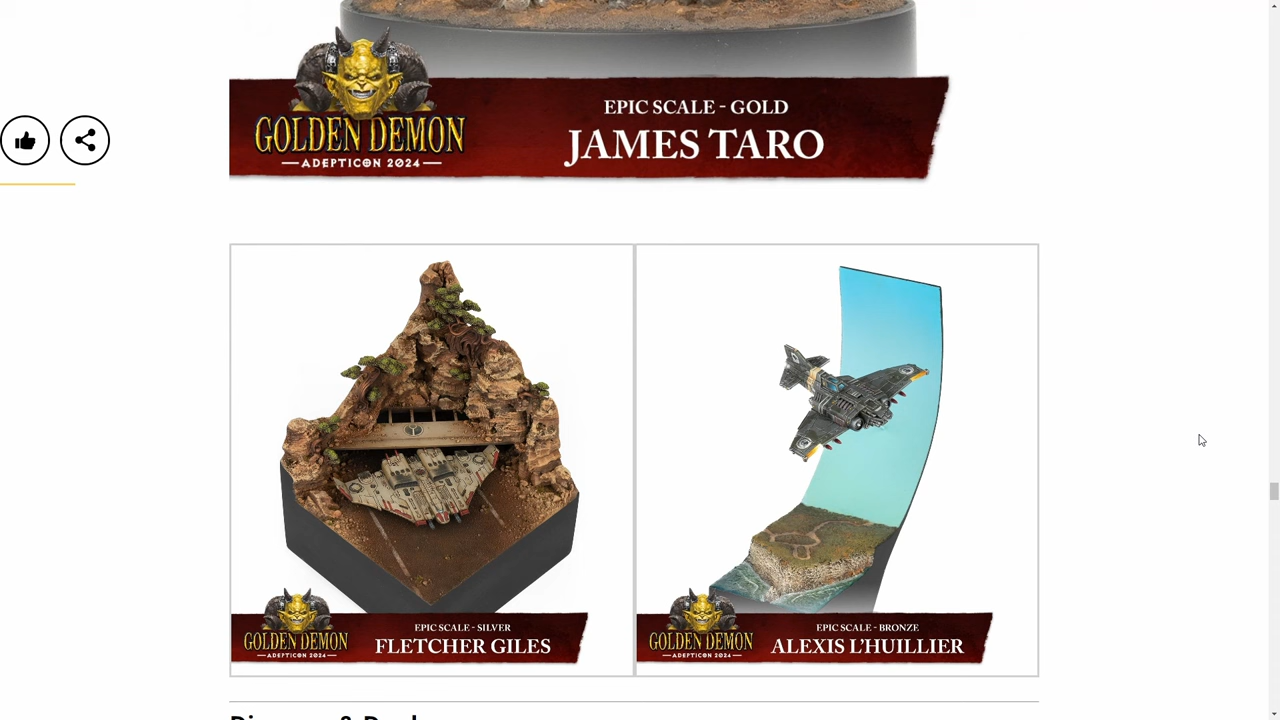 EPIC SCALE - GOLD
JAMES TARO
GOLDEN DEMON
ADEPTICON 2024
EPIC SCALE - SILVER
FLETCHER GILES
GOLDEN DEMON
ADEPTICON 2024
EPIC SCALE - BRONZE
ALEXIS L'HUILLIER
GOLDEN DEMON
ADEPTICON 2024